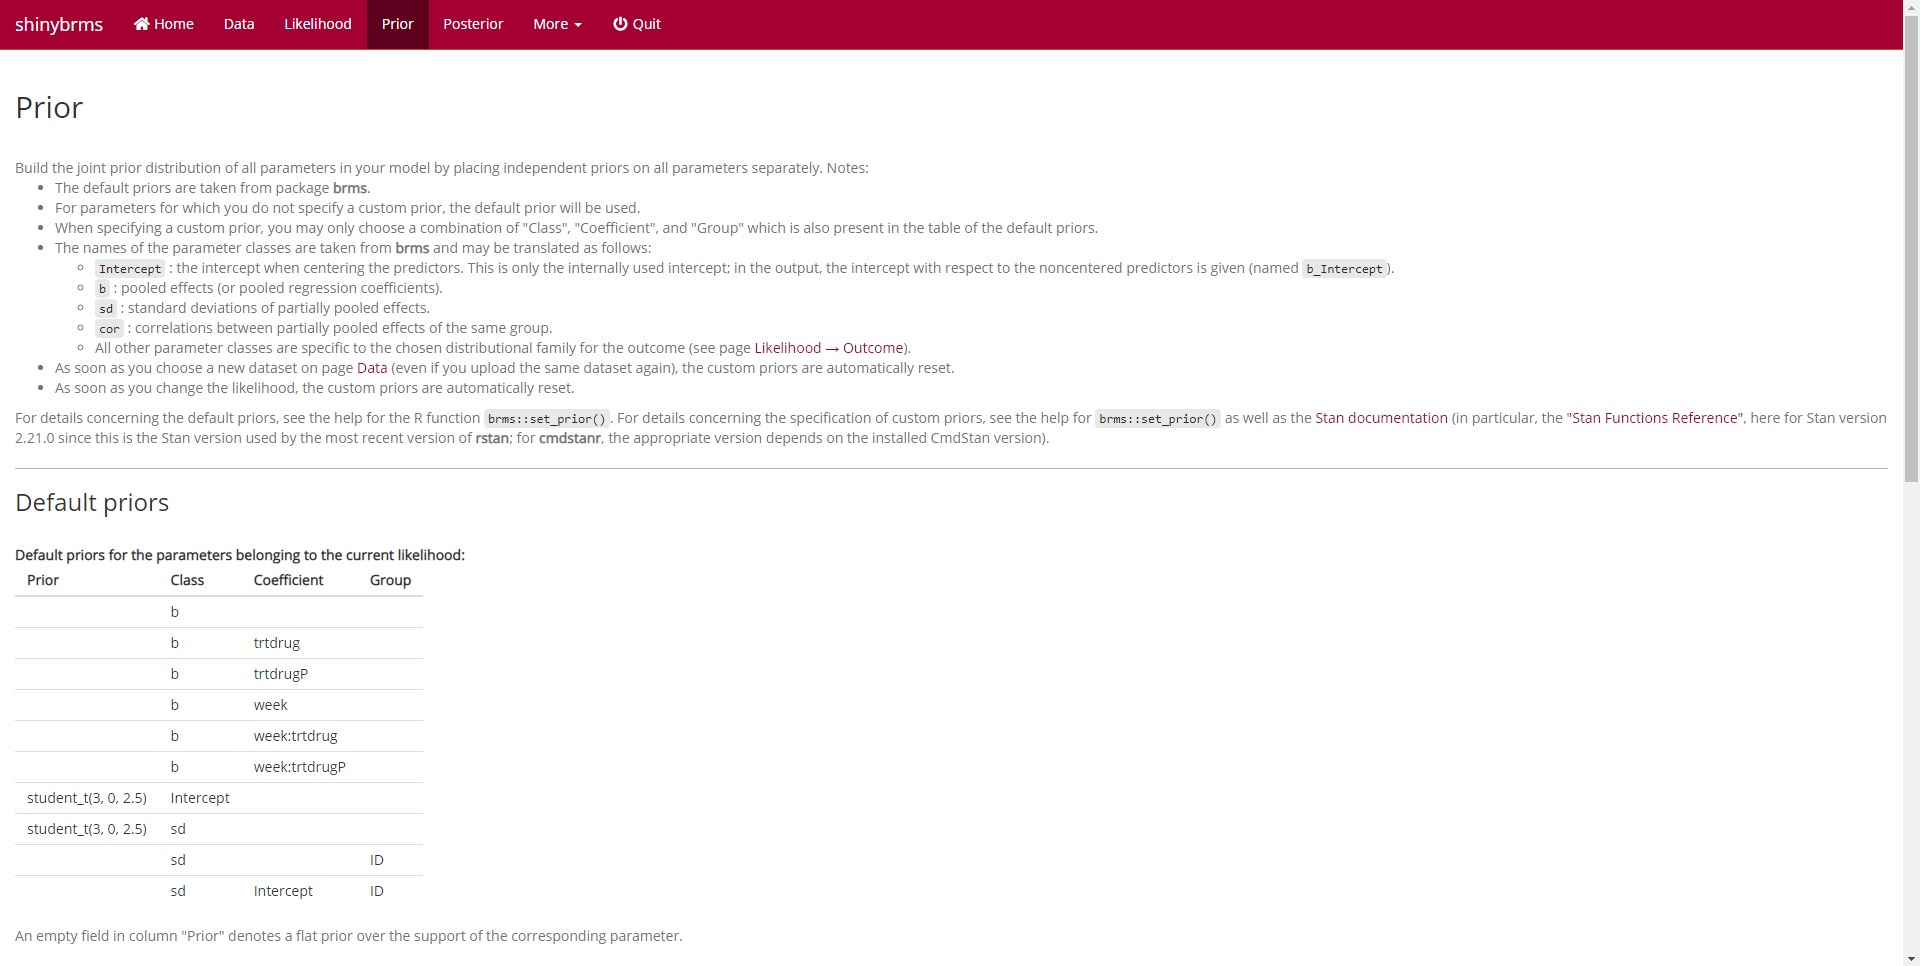 shinybrms Home Data Likelihood Prior Posterior More Quit
Prior
Build the joint prior distribution of all parameters in your model by placing independent priors on all parameters separately. Notes:
The default priors are taken from package brms.
For parameters for which you do not specify a custom prior, the default prior will be used.
When specifying a custom prior, you may only choose a combination of "Class", "Coefficient", and "Group" which is also present in the table of the default priors.
The names of the parameter classes are taken from brms and may be translated as follows:
Intercept : the intercept when centering the predictors. This is only the internally used intercept; in the output, the intercept with respect to the noncentered predictors is given (named b_Intercept ).
b : pooled effects (or pooled regression coefficients).
sd : standard deviations of partially pooled effects.
cor : correlations between partially pooled effects of the same group.
All other parameter classes are specific to the chosen distributional family for the outcome (see page Likelihood → Outcome).
As soon as you choose a new dataset on page Data (even if you upload the same dataset again), the custom priors are automatically reset.
As soon as you change the likelihood, the custom priors are automatically reset.
For details concerning the default priors, see the help for the R function brms::set_prior() . For details concerning the specification of custom priors, see the help for brms::set_prior() as well as the Stan documentation (in particular, the "Stan Functions Reference", here for Stan version
2.21.0 since this is the Stan version used by the most recent version of rstan; for cmdstanr, the appropriate version depends on the installed CmdStan version).
Default priors
Default priors for the parameters belonging to the current likelihood:
Prior Class Coefficient Group
b
b trtdrug
b trtdrugP
b week
b week:trtdrug
b week:trtdrugP
student_t(3, 0, 2.5) Intercept
student_t(3, 0, 2.5) sd
sd ID
sd Intercept ID
An empty field in column "Prior" denotes a flat prior over the support of the corresponding parameter.